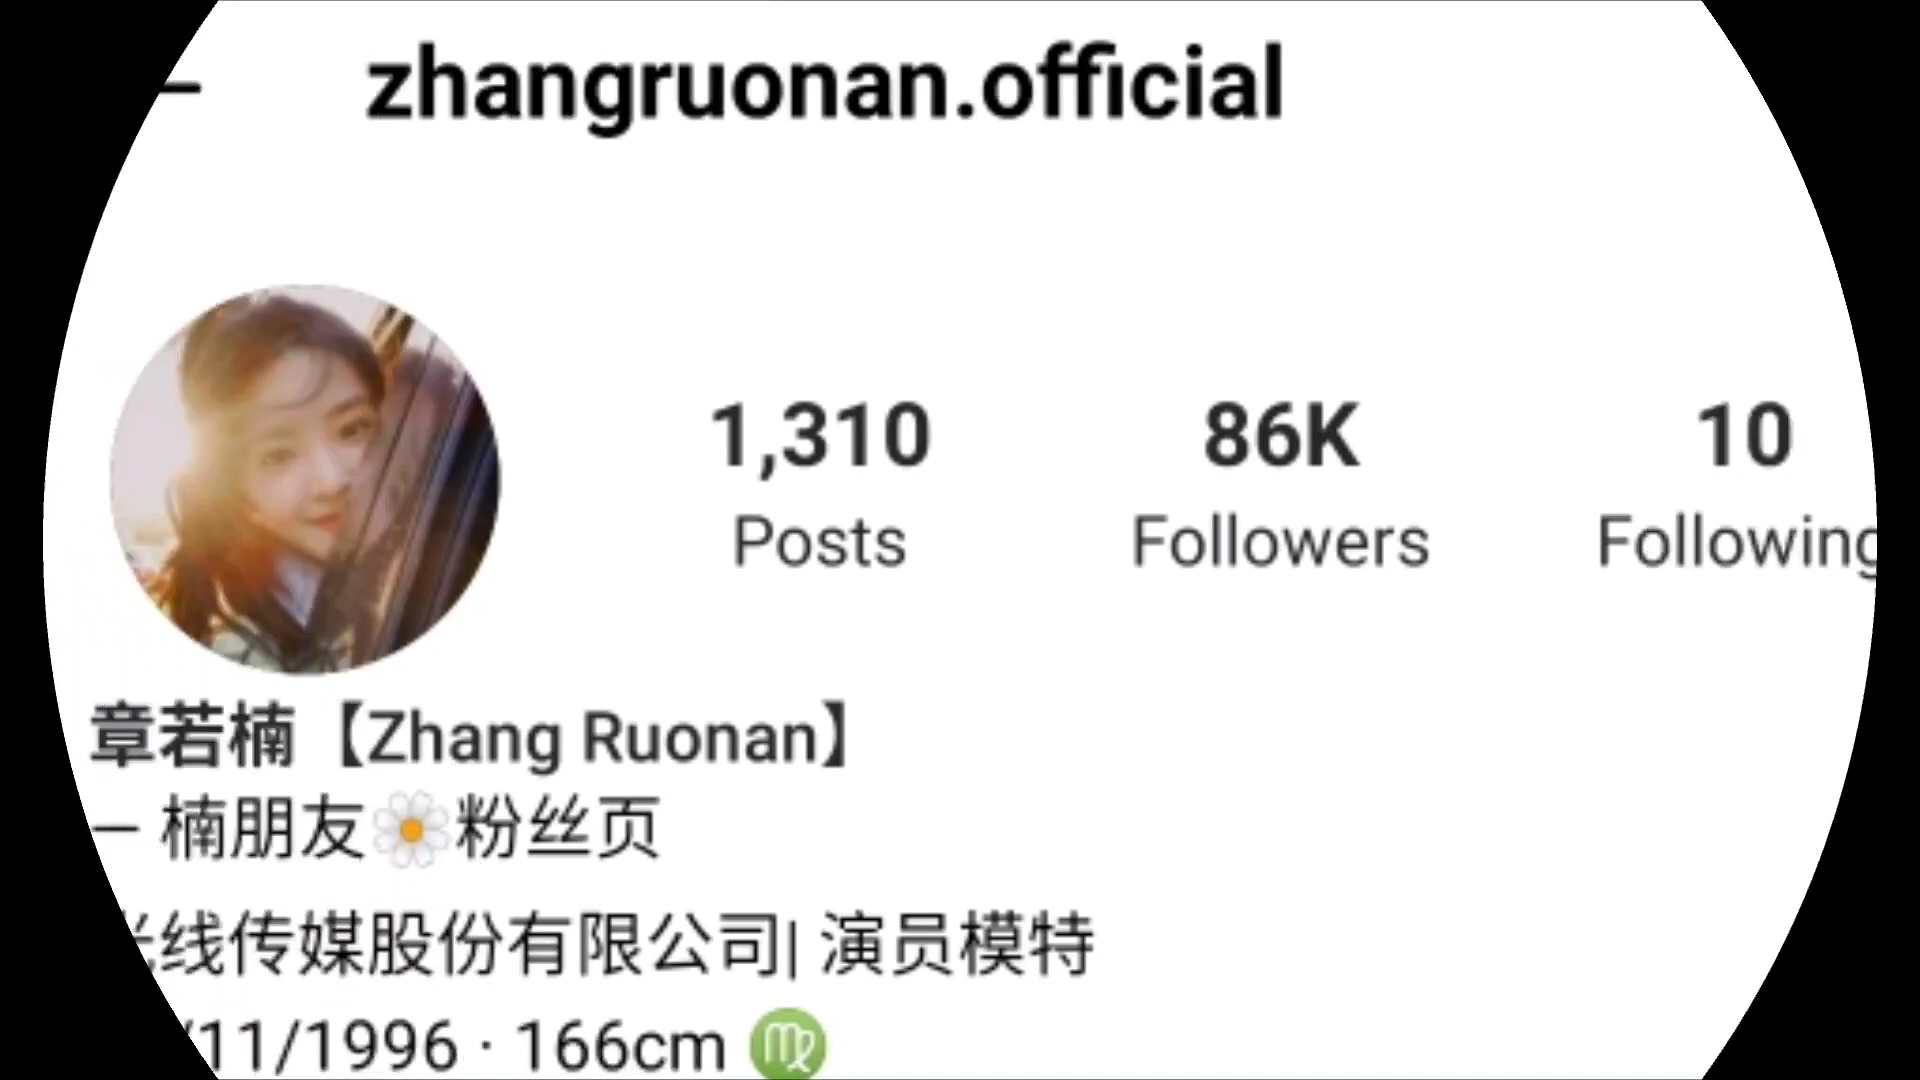 zhangruonan.official
1,310 86K 10
Posts Followers Following
章若楠【Zhang Ruonan】
– 楠朋友🌼粉丝页
线传媒股份有限公司| 演员模特
/11/1996 · 166cm ♍